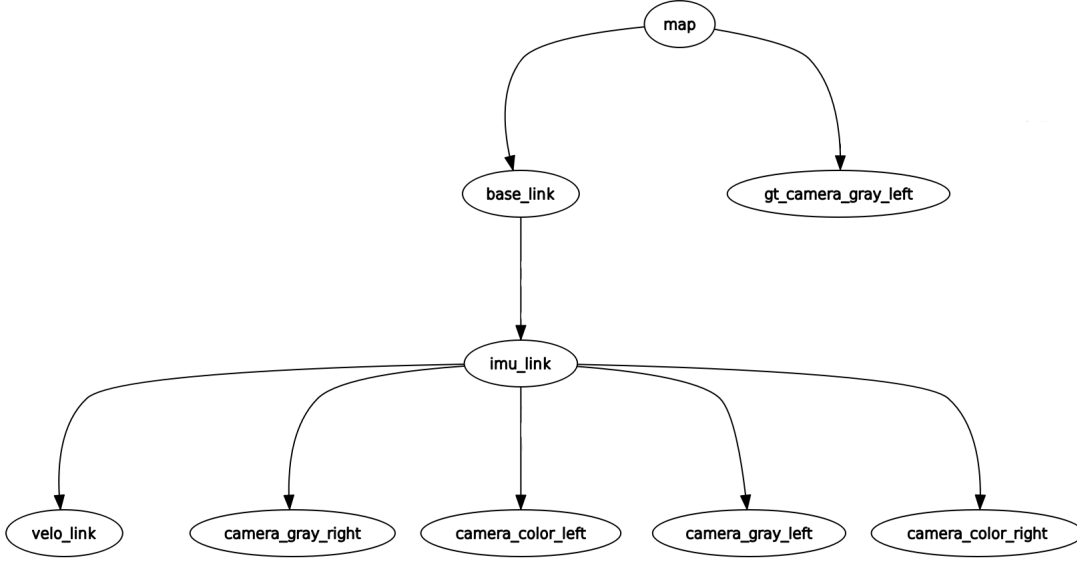 map
base_link
gt_camera_gray_left
imu_link
velo_link
camera_gray_right
camera_color_left
camera_gray_left
camera_color_right